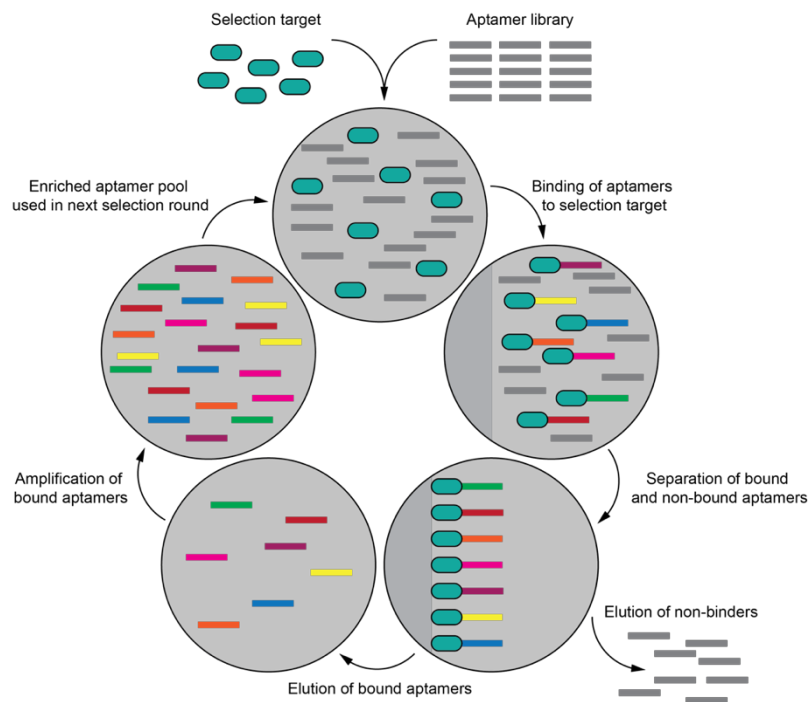 Selection target
Aptamer library
Enriched aptamer pool
used in next selection round
Binding of aptamers
to selection target
Amplification of
bound aptamers
Separation of bound
and non-bound aptamers
Elution of non-binders
Elution of bound aptamers